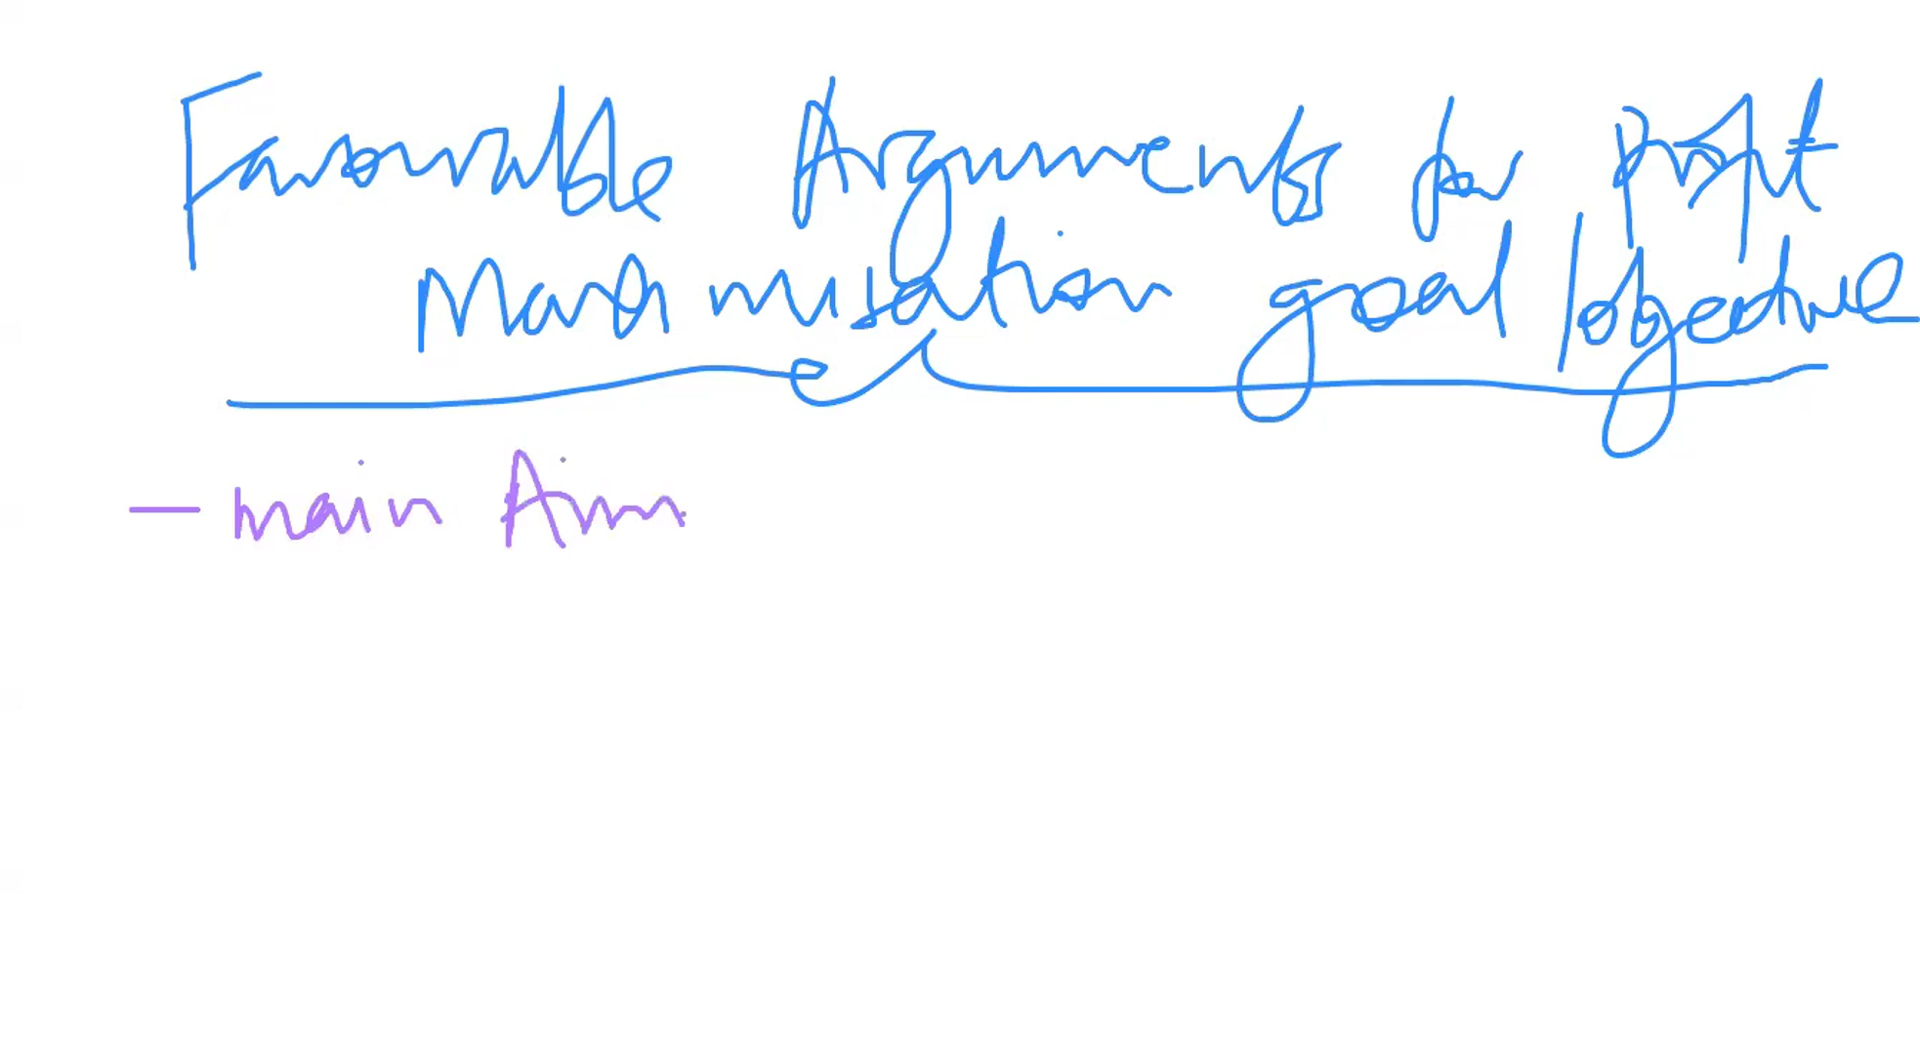 Favourable Arguments for profit
Maximisation goal/objective
— main Aim